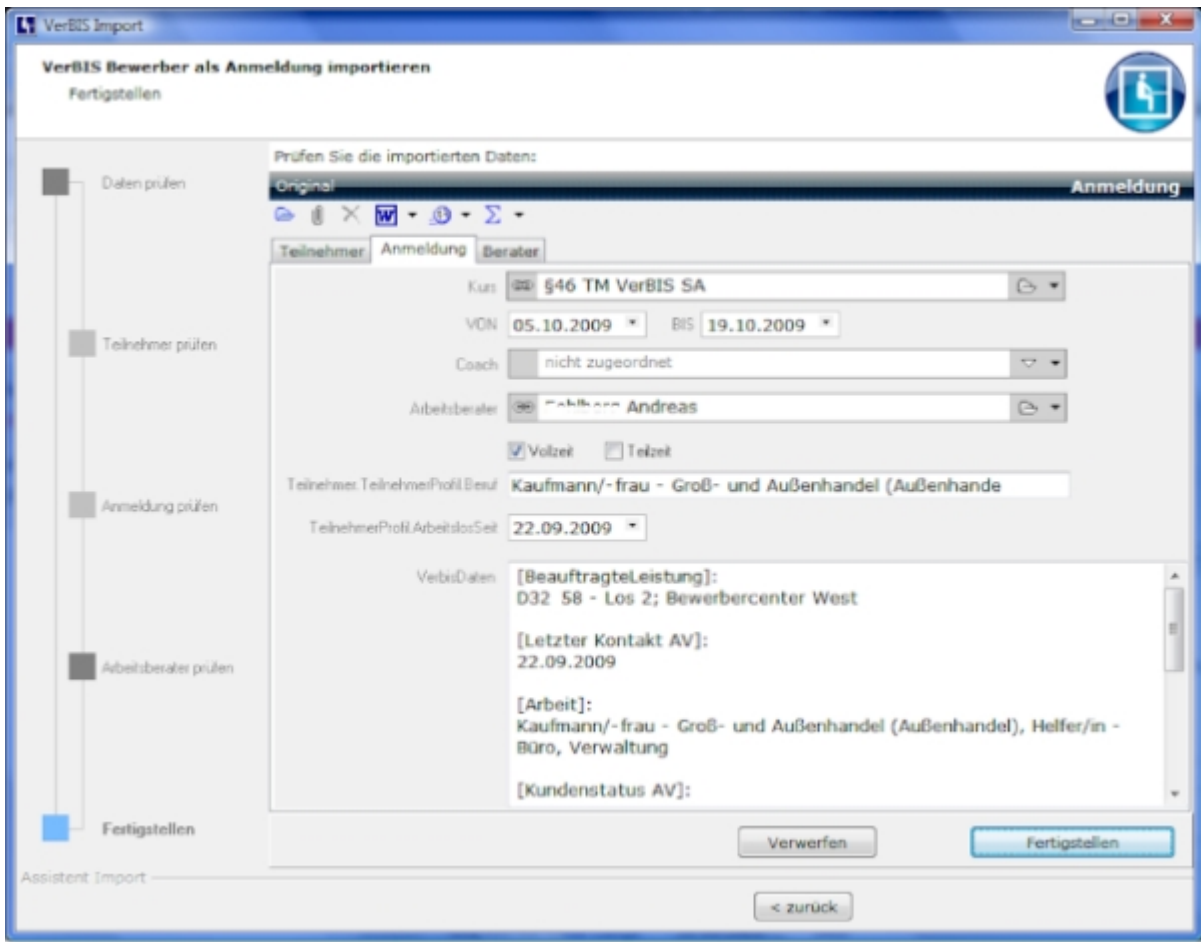 VerBIS Import
VerBIS Bewerber als Anmeldung importieren
Fertigstellen
Daten prüfen
Teilnehmer prüfen
Anmeldung prüfen
Arbeitsberater prüfen
Fertigstellen
Prüfen Sie die importierten Daten:
Original Anmeldung
Teilnehmer Anmeldung Berater
Kurs §46 TM VerBIS SA
VON 05.10.2009 BIS 19.10.2009
Coach nicht zugeordnet
Arbeitsberater Andreas
Vollzeit Teilzeit
Teilnehmer.TeilnehmerProfil.Beruf Kaufmann/-frau - Groß- und Außenhandel (Außenhande
TeilnehmerProfil.ArbeitslosSeit 22.09.2009
VerbisDaten [BeauftragteLeistung]:
D32 58 - Los 2; Bewerbercenter West
[Letzter Kontakt AV]:
22.09.2009
[Arbeit]:
Kaufmann/-frau - Groß- und Außenhandel (Außenhandel), Helfer/in -
Büro, Verwaltung
[Kundenstatus AV]:
Verwerfen Fertigstellen
Assistent Import
< zurück